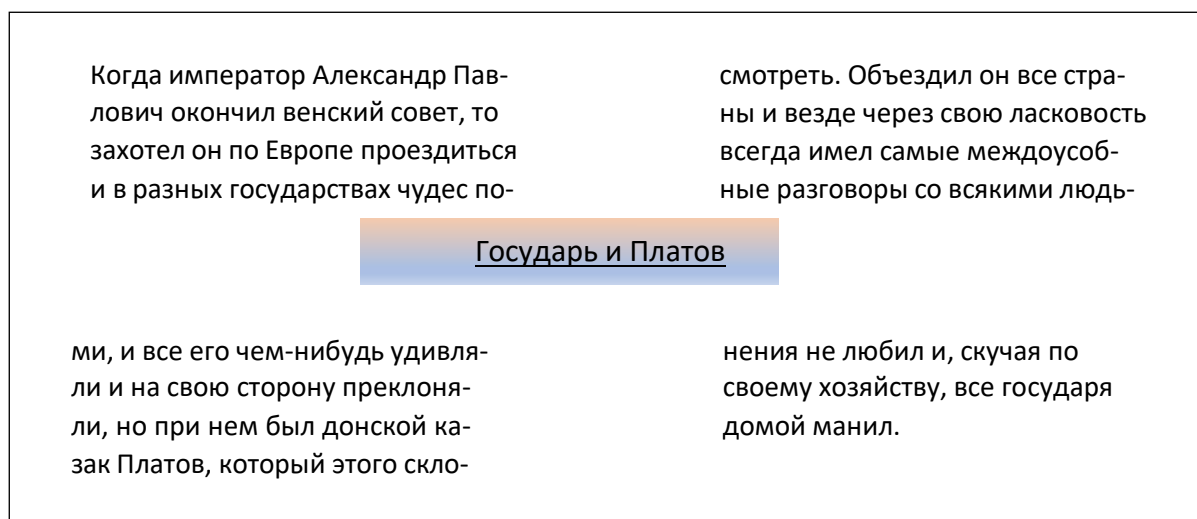 Когда император Александр Пав-
лович окончил венский совет, то
захотел он по Европе проездиться
и в разных государствах чудес по-
смотреть. Объездил он все стра-
ны и везде через свою ласковость
всегда имел самые междоусоб-
ные разговоры со всякими людь-
Государь и Платов
ми, и все его чем-нибудь удивля-
ли и на свою сторону преклоня-
ли, но при нем был донской ка-
зак Платов, который этого скло-
нения не любил и, скучая по
своему хозяйству, все государя
домой манил.